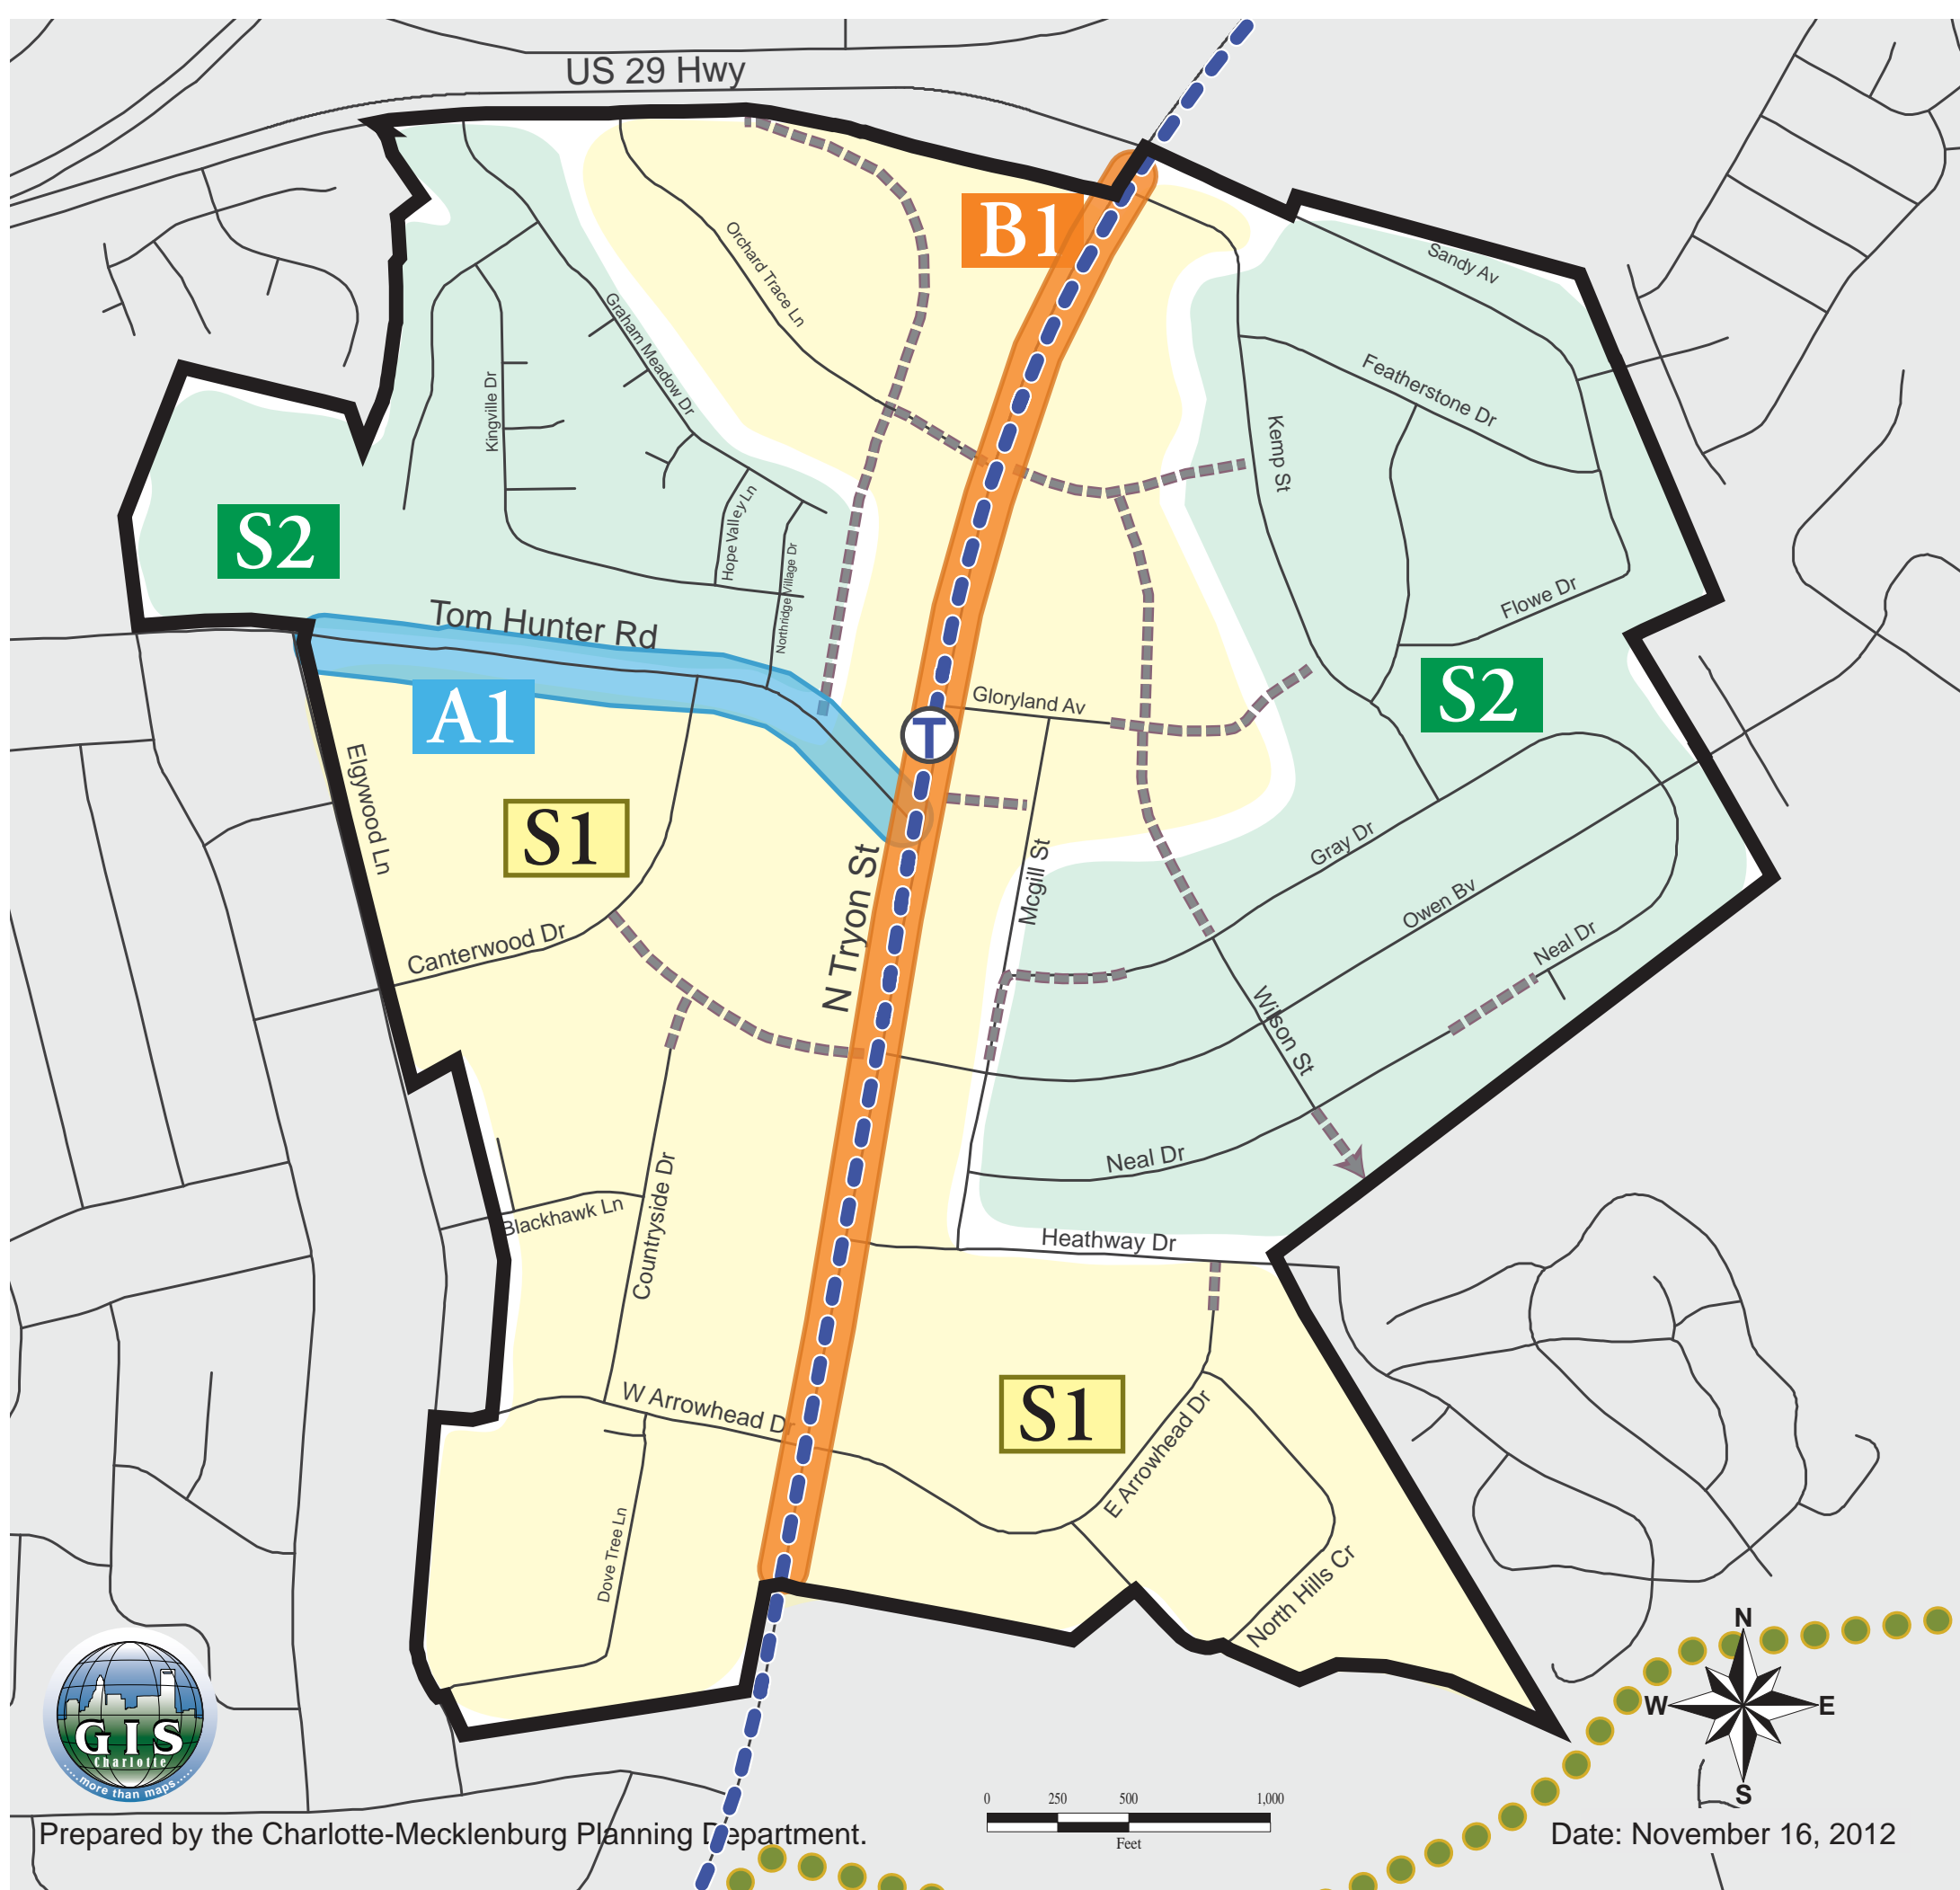 US 29 Hwy
B1
Sandy Av
Orchard Trace Ln
Graham Meadow Dr
Featherstone Dr
Kingville Dr
Kemp St
Hope Valley Ln
S2
Northridge Village Dr
Flowe Dr
Tom Hunter Rd
S2
Gloryland Av
A1
T
Elgywood Ln
S1
Gray Dr
Mcgill St
Owen Bv
N Tryon St
Canterwood Dr
Neal Dr
Wilson St
Neal Dr
Blackhawk Ln
Countryside Dr
Heathway Dr
W Arrowhead Dr
S1
E Arrowhead Dr
Dove Tree Ln
North Hills Cr
N
W
E
S
GIS
Charlotte
.....more than maps.....
0 250 500 1,000
Feet
Prepared by the Charlotte-Mecklenburg Planning Department.
Date: November 16, 2012